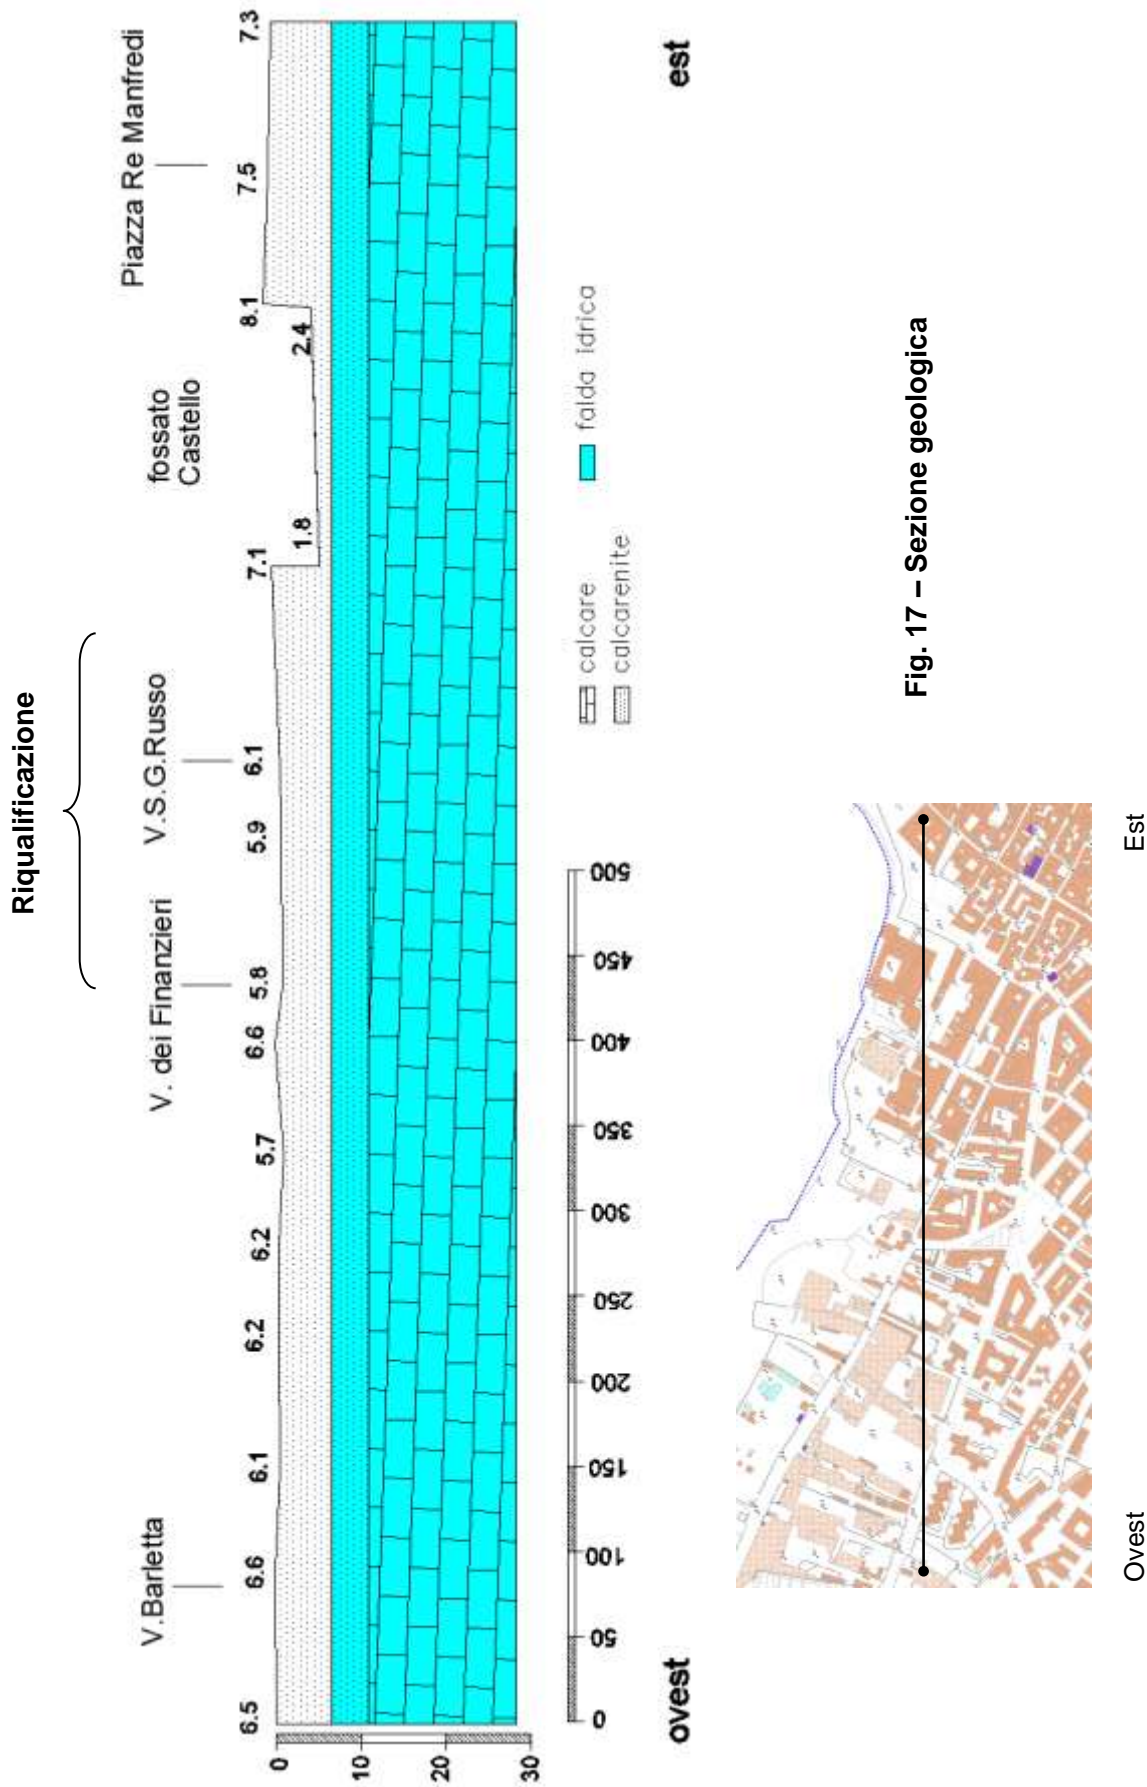 Riqualificazione
V.Barletta
V. dei Finanzieri
V.S.G.Russo
fossato
Castello
Piazza Re Manfredi
6.5 6.6 6.1 6.2 6.2 5.7 6.6 5.8 5.9 6.1 7.1 1.8 2.4 8.1 7.5 7.3
0
10
20
30
0 50 100 150 200 250 300 350 400 450 500
calcare
calcarenite
falda idrica
ovest
est
Fig. 17 – Sezione geologica
Ovest
Est